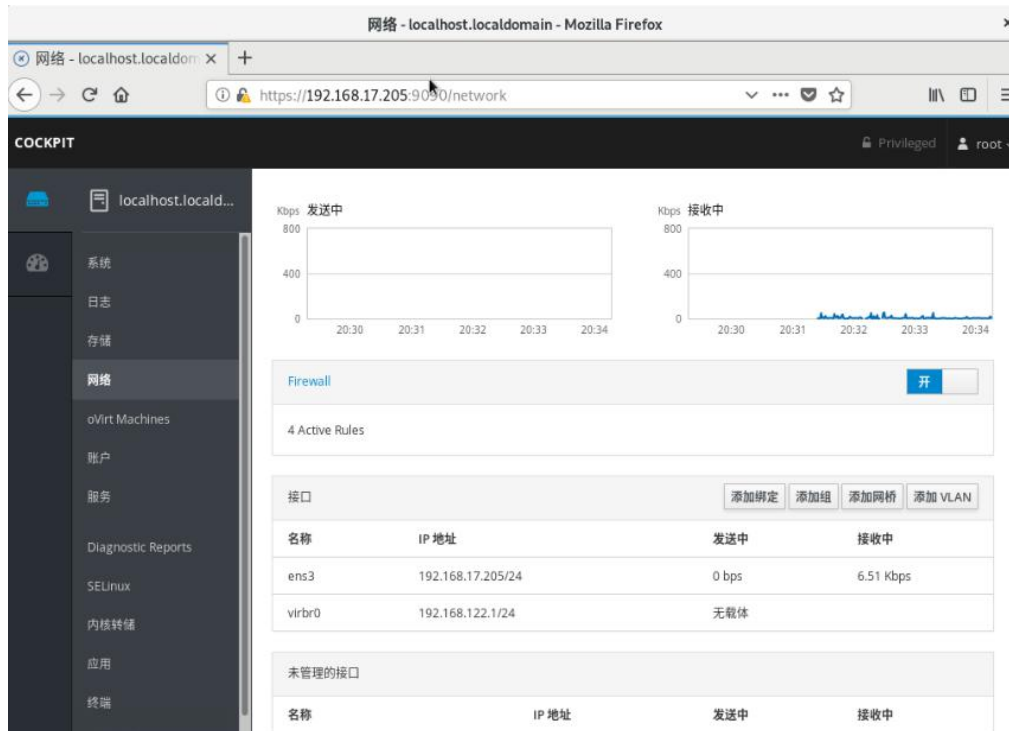 网络 - localhost.localdomain - Mozilla Firefox
网络 - localhost.localdom
https://192.168.17.205:9090/network
COCKPIT
Privileged
root
localhost.locald...
系统
日志
存储
网络
oVirt Machines
账户
服务
Diagnostic Reports
SELinux
内核转储
应用
终端
Kbps 发送中
800
400
0
20:30 20:31 20:32 20:33 20:34
Kbps 接收中
800
400
0
20:30 20:31 20:32 20:33 20:34
Firewall 开
4 Active Rules
接口 添加绑定 添加组 添加网桥 添加 VLAN
名称 IP 地址 发送中 接收中
ens3 192.168.17.205/24 0 bps 6.51 Kbps
virbr0 192.168.122.1/24 无载体
未管理的接口
名称 IP 地址 发送中 接收中